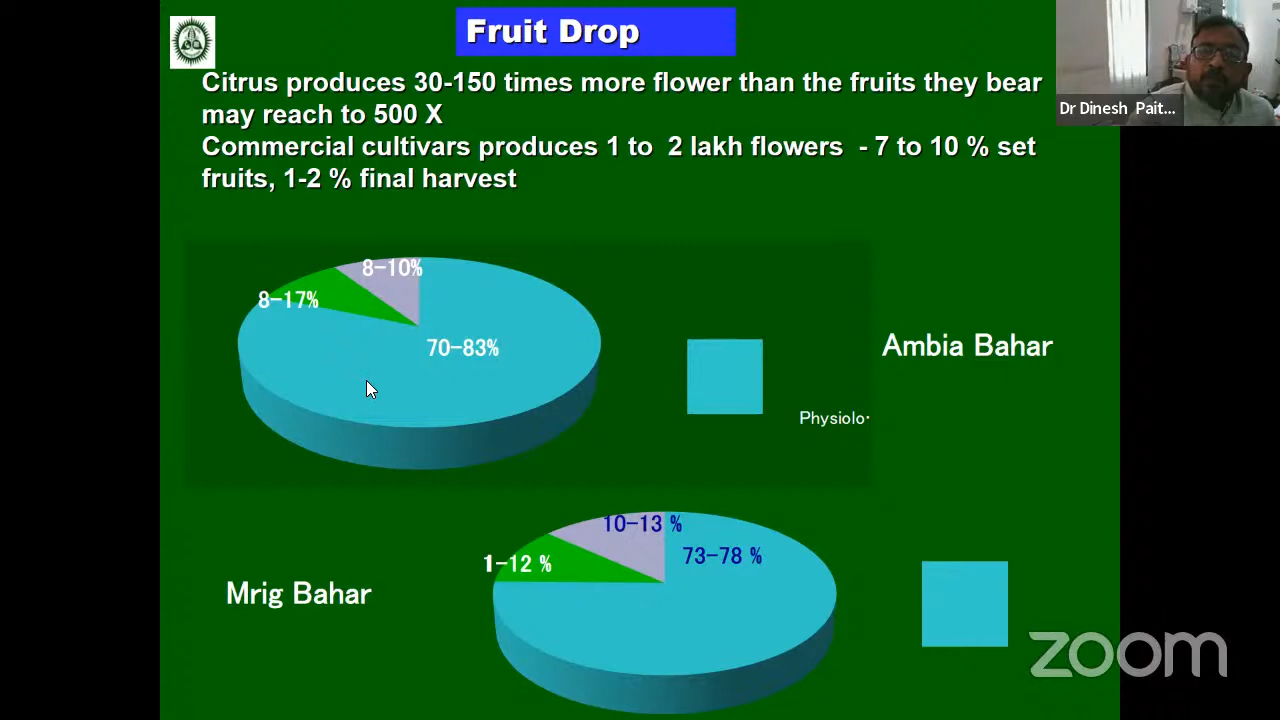 Fruit Drop
Citrus produces 30-150 times more flower than the fruits they bear
may reach to 500 X
Commercial cultivars produces 1 to 2 lakh flowers - 7 to 10 % set
fruits, 1-2 % final harvest
Dr Dinesh Pait...
8-10%
8-17%
70-83%
Ambia Bahar
Physiolo·
10-13 %
1-12 %
73-78 %
Mrig Bahar
zoom